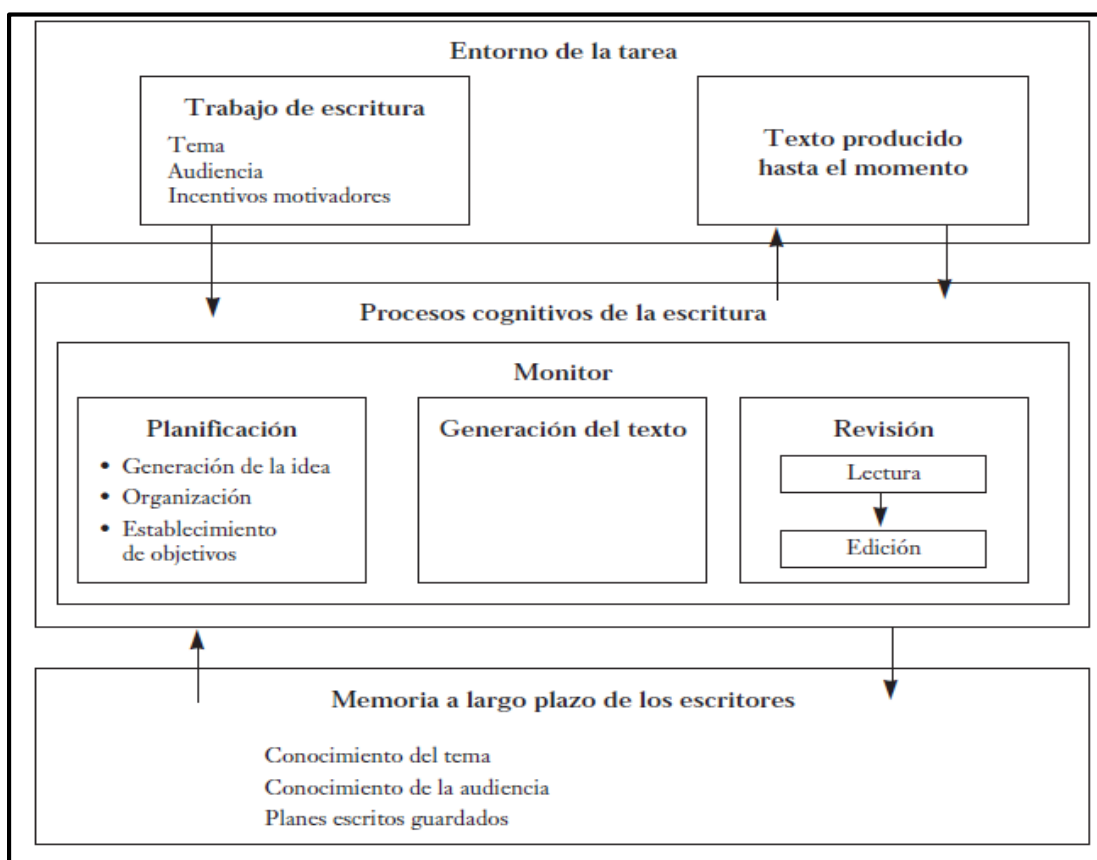 Entorno de la tarea
Trabajo de escritura
Tema
Audiencia
Incentivos motivadores
Texto producido
hasta el momento
Procesos cognitivos de la escritura
Monitor
Planificación
• Generación de la idea
• Organización
• Establecimiento
de objetivos
Generación del texto
Revisión
Lectura
Edición
Memoria a largo plazo de los escritores
Conocimiento del tema
Conocimiento de la audiencia
Planes escritos guardados